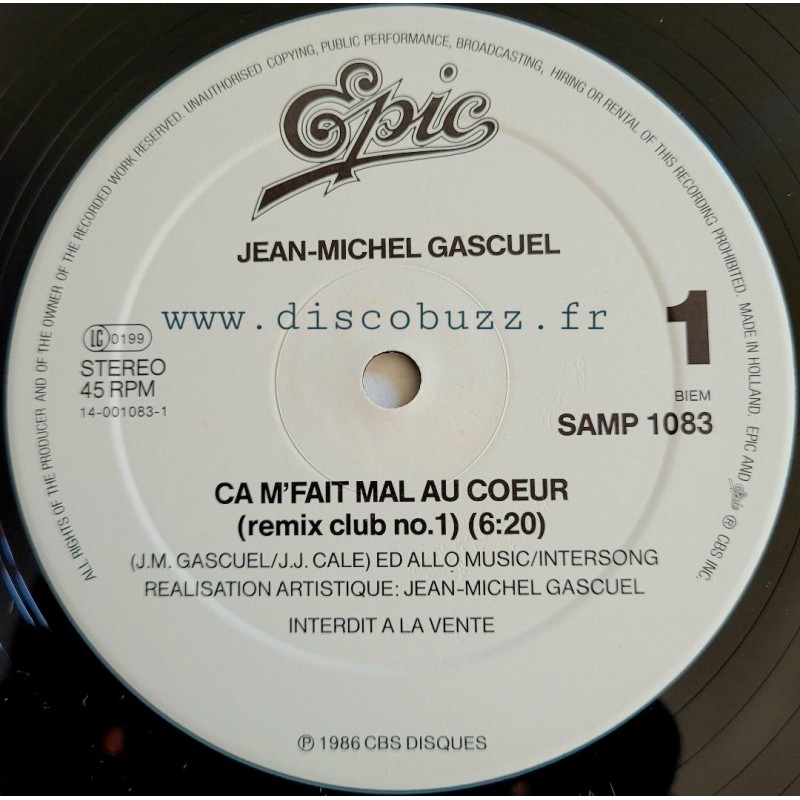 ALL RIGHTS OF THE PRODUCER AND OF THE OWNER OF THE RECORDED WORK RESERVED. UNAUTHORISED COPYING, PUBLIC PERFORMANCE, BROADCASTING, HIRING OR RENTAL OF THIS RECORDING PROHIBITED. MADE IN HOLLAND. EPIC AND Epic ® CBS INC.
Epic
JEAN-MICHEL GASCUEL
www.discobuzz.fr
1
LC 0199
STEREO
45 RPM
14-001083-1
BIEM
SAMP 1083
CA M'FAIT MAL AU COEUR
(remix club no.1) (6:20)
(J.M. GASCUEL/J.J. CALE) ED ALLO MUSIC/INTERSONG
REALISATION ARTISTIQUE: JEAN-MICHEL GASCUEL
INTERDIT A LA VENTE
℗ 1986 CBS DISQUES